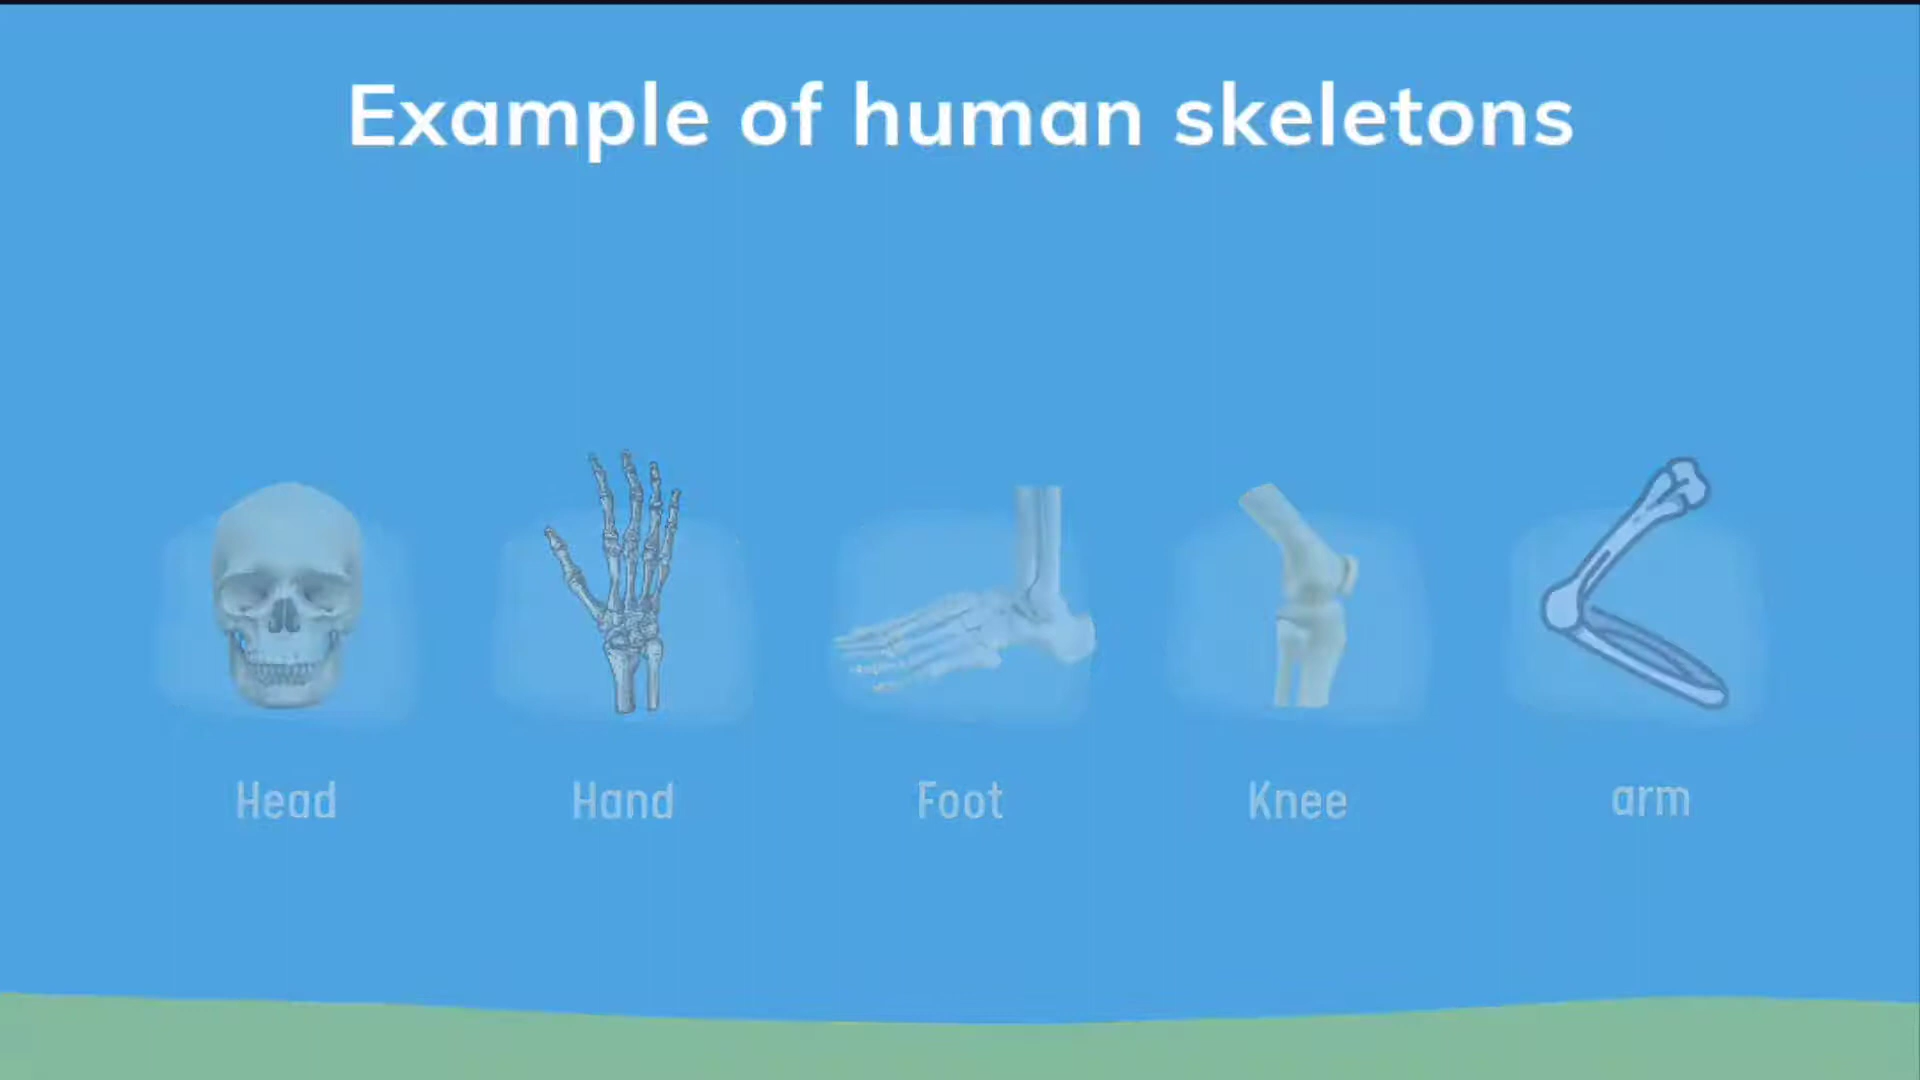 Example of human skeletons
Head
Hand
Foot
Knee
arm